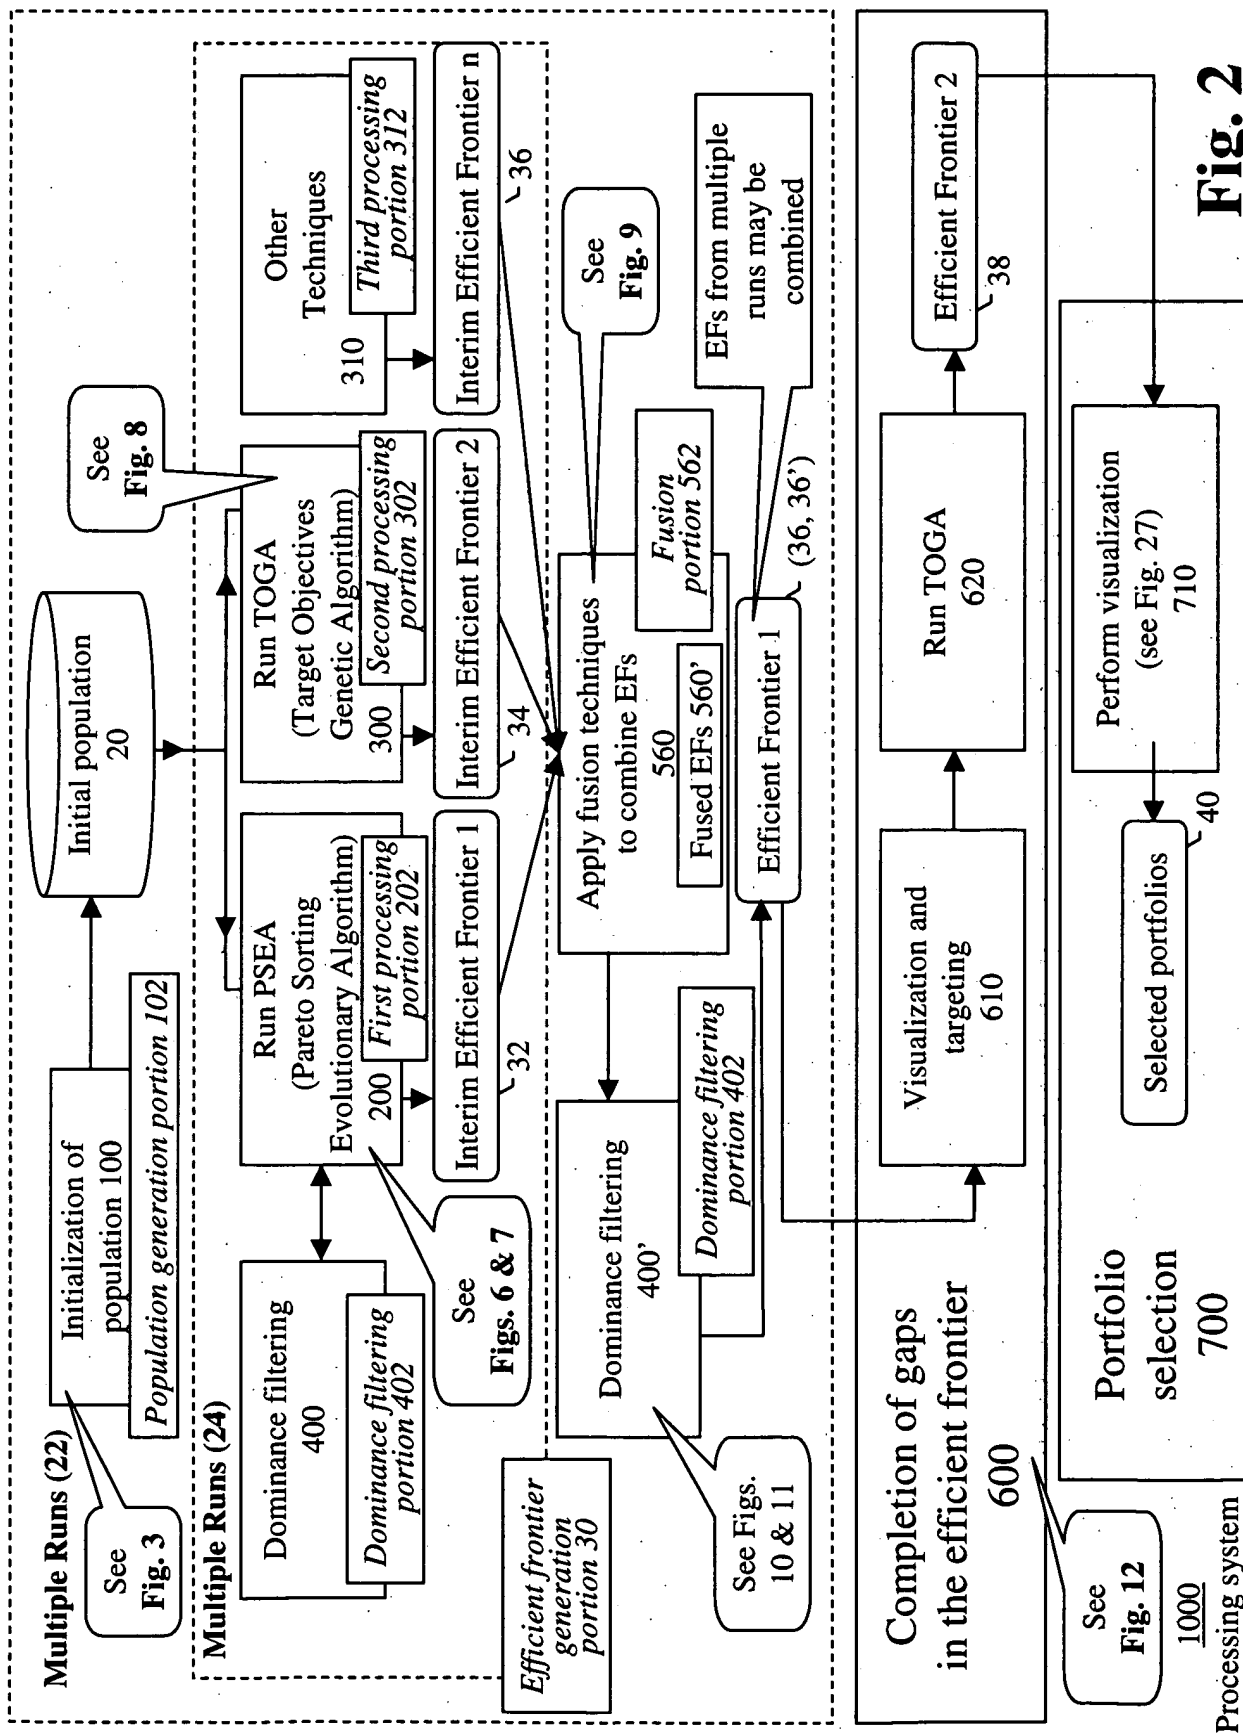 Multiple Runs (22)
See
Fig. 3
Initialization of
population 100
Population generation portion 102
Initial population
20
See
Fig. 8
Multiple Runs (24)
Dominance filtering
400
Dominance filtering
portion 402
Run PSEA
(Pareto Sorting
Evolutionary Algorithm)
200
First processing
portion 202
Run TOGA
(Target Objectives
Genetic Algorithm)
300
Second processing
portion 302
Other
Techniques
310
Third processing
portion 312
See
Figs. 6 & 7
Interim Efficient Frontier 1
32
Interim Efficient Frontier 2
34
Interim Efficient Frontier n
36
Efficient frontier
generation
portion 30
See Figs.
10 & 11
Dominance filtering
400’
Dominance filtering
portion 402
Apply fusion techniques
to combine EFs
560
Fused EFs 560’
Fusion
portion 562
See
Fig. 9
Efficient Frontier 1
(36, 36’)
EFs from multiple
runs may be
combined
Completion of gaps
in the efficient frontier
600
See
Fig. 12
Visualization and
targeting
610
Run TOGA
620
Efficient Frontier 2
38
Portfolio
selection
700
Selected portfolios
40
Perform visualization
(see Fig. 27)
710
1000
Processing system
Fig. 2